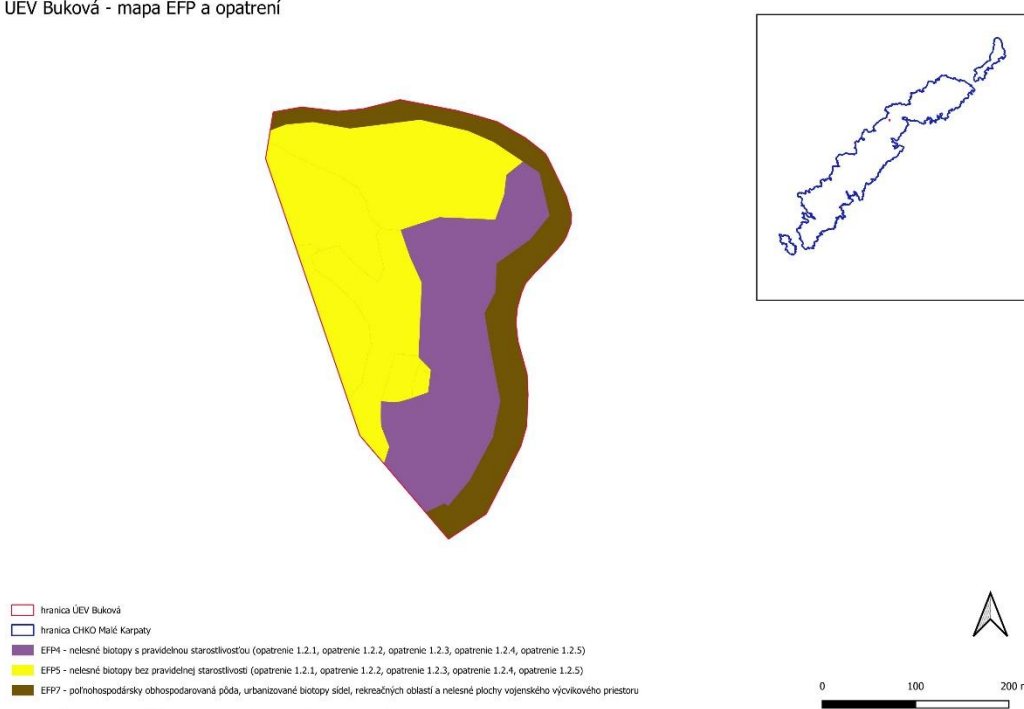 ÚEV Buková - mapa EFP a opatrení
hranica ÚEV Buková
hranica CHKO Malé Karpaty
EFP4 - nelesné biotopy s pravidelnou starostlivosťou (opatrenie 1.2.1, opatrenie 1.2.2, opatrenie 1.2.3, opatrenie 1.2.4, opatrenie 1.2.5)
EFP5 - nelesné biotopy bez pravidelnej starostlivosti (opatrenie 1.2.1, opatrenie 1.2.2, opatrenie 1.2.3, opatrenie 1.2.4, opatrenie 1.2.5)
EFP7 - poľnohospodársky obhospodarovaná pôda, urbanizované biotopy sídel, rekreačných oblastí a nelesné plochy vojenského výcvikového priestoru
0 100 200 m